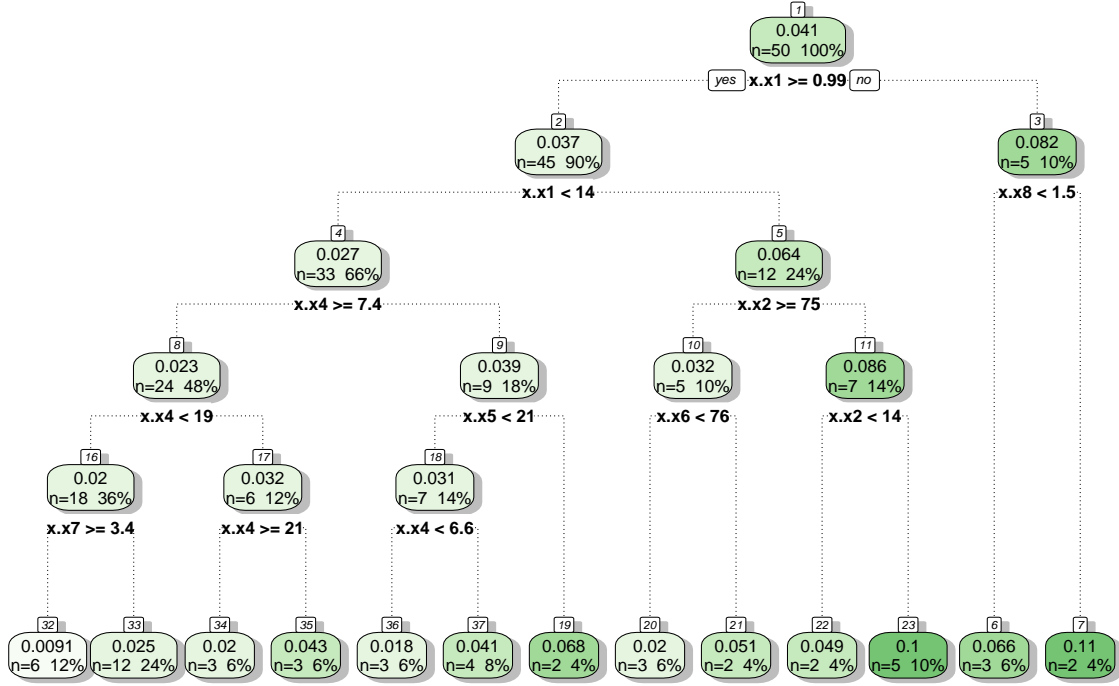 1
0.041
n=50 100%
yes x.x1 >= 0.99 no
2
0.037
n=45 90%
3
0.082
n=5 10%
x.x1 < 14
x.x8 < 1.5
4
0.027
n=33 66%
5
0.064
n=12 24%
x.x4 >= 7.4
x.x2 >= 75
8
0.023
n=24 48%
9
0.039
n=9 18%
10
0.032
n=5 10%
11
0.086
n=7 14%
x.x4 < 19
x.x5 < 21
x.x6 < 76
x.x2 < 14
16
0.02
n=18 36%
17
0.032
n=6 12%
18
0.031
n=7 14%
x.x7 >= 3.4
x.x4 >= 21
x.x4 < 6.6
32
0.0091
n=6 12%
33
0.025
n=12 24%
34
0.02
n=3 6%
35
0.043
n=3 6%
36
0.018
n=3 6%
37
0.041
n=4 8%
19
0.068
n=2 4%
20
0.02
n=3 6%
21
0.051
n=2 4%
22
0.049
n=2 4%
23
0.1
n=5 10%
6
0.066
n=3 6%
7
0.11
n=2 4%